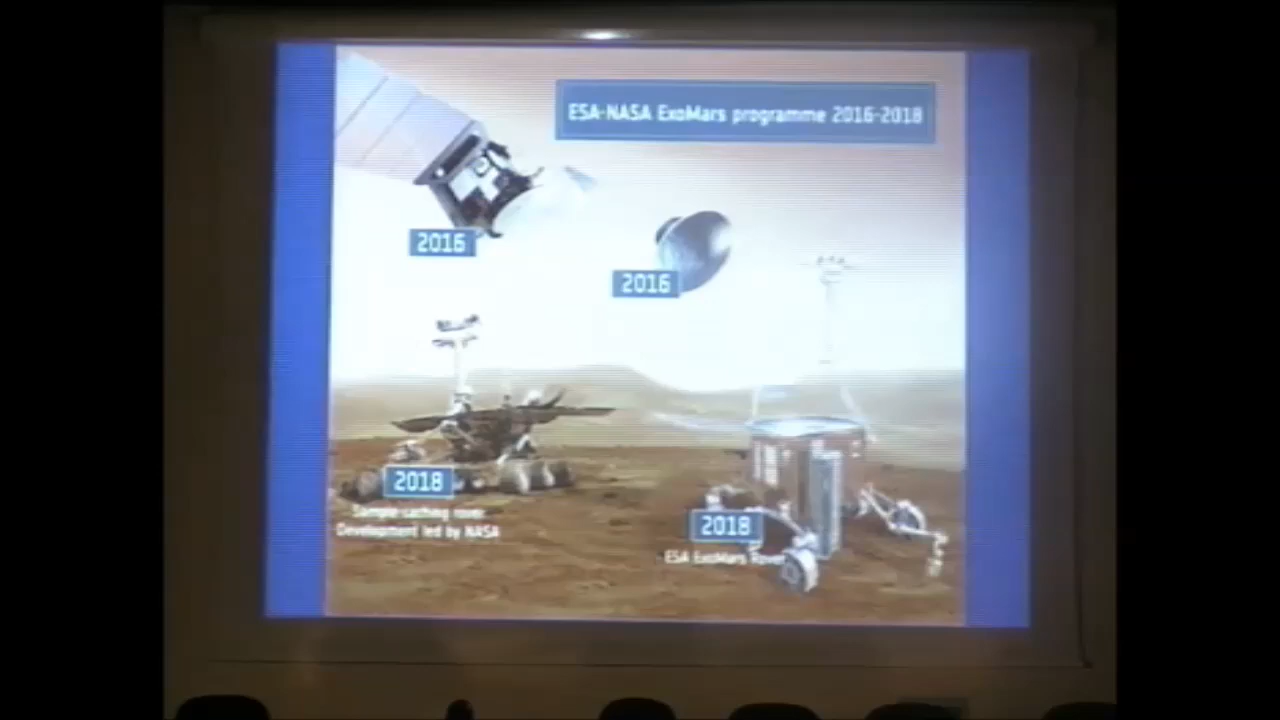 ESA-NASA ExoMars programme 2016-2018
2016
2016
2018
Sample caching rover
Development led by NASA
2018
ESA ExoMars Rover